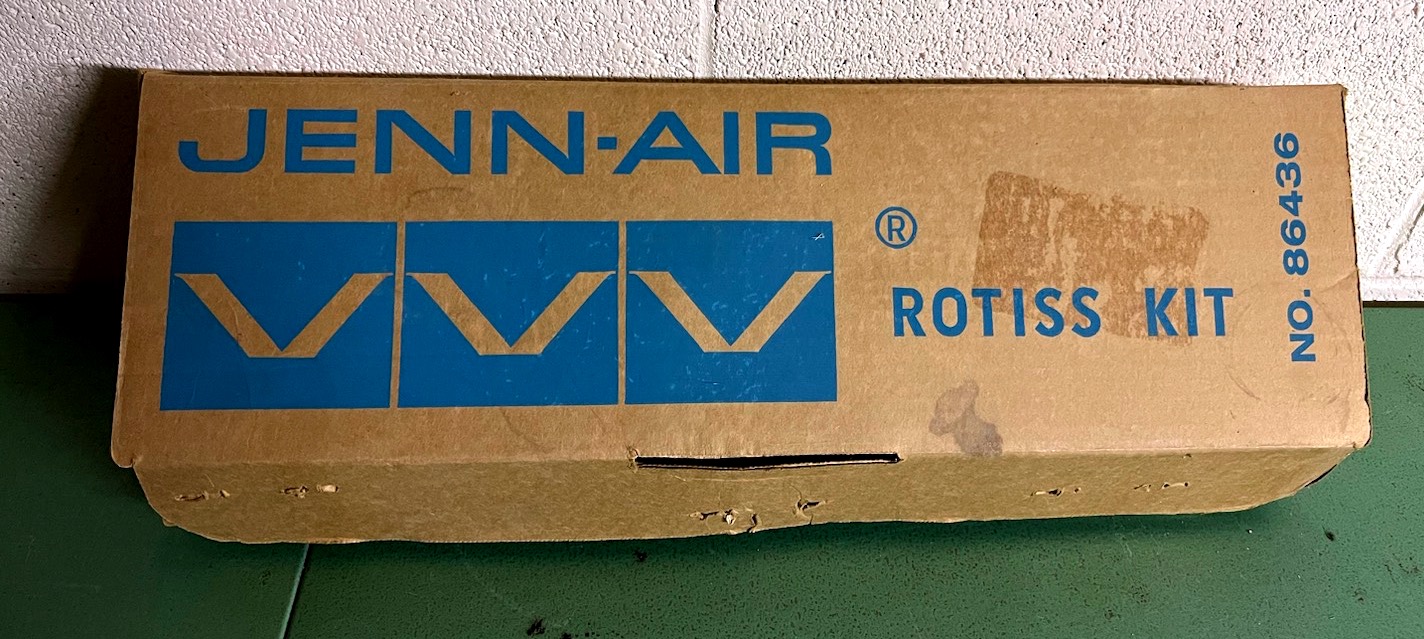 JENN-AIR
®
ROTISS KIT
NO. 86436